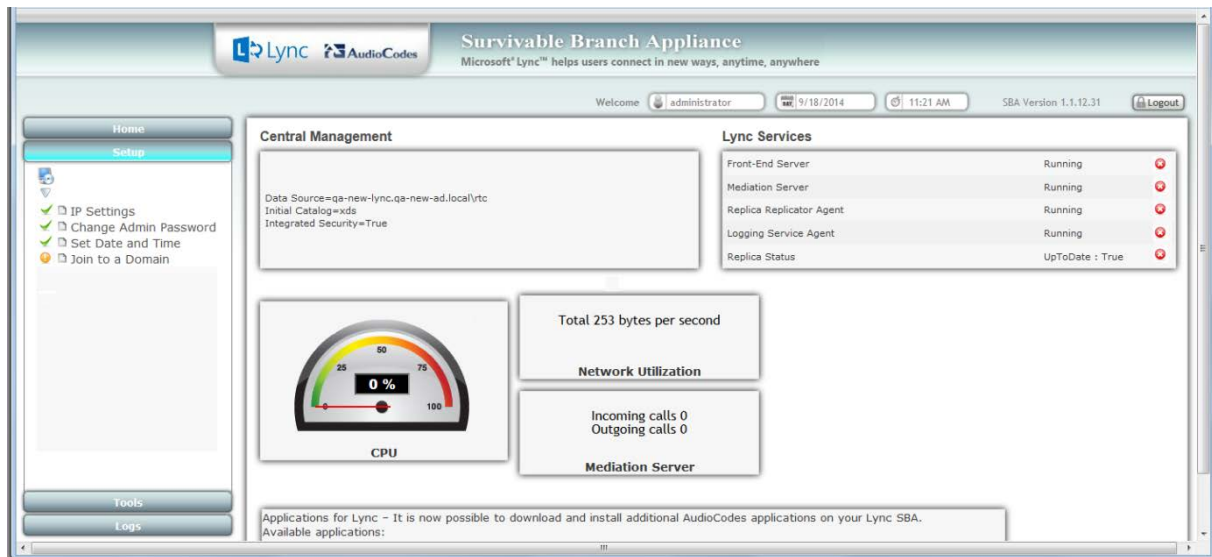 Lync AudioCodes
Survivable Branch Appliance
Microsoft® Lync™ helps users connect in new ways, anytime, anywhere
Welcome administrator 9/18/2014 11:21 AM SBA Version 1.1.12.31 Logout
Home
Setup
IP Settings
Change Admin Password
Set Date and Time
Join to a Domain
Tools
Logs
Central Management
Data Source=qa-new-lync.qa-new-ad.local\rtc
Initial Catalog=xds
Integrated Security=True
Lync Services
Front-End Server Running
Mediation Server Running
Replica Replicator Agent Running
Logging Service Agent Running
Replica Status UpToDate : True
50
25 75
0 %
0 100
CPU
Total 253 bytes per second
Network Utilization
Incoming calls 0
Outgoing calls 0
Mediation Server
Applications for Lync – It is now possible to download and install additional AudioCodes applications on your Lync SBA.
Available applications: